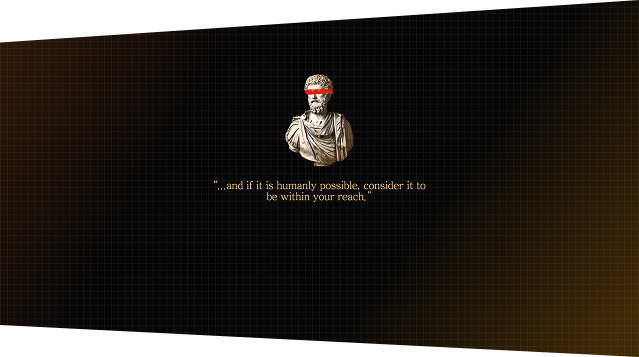 "...and if it is humanly possible, consider it to
be within your reach."